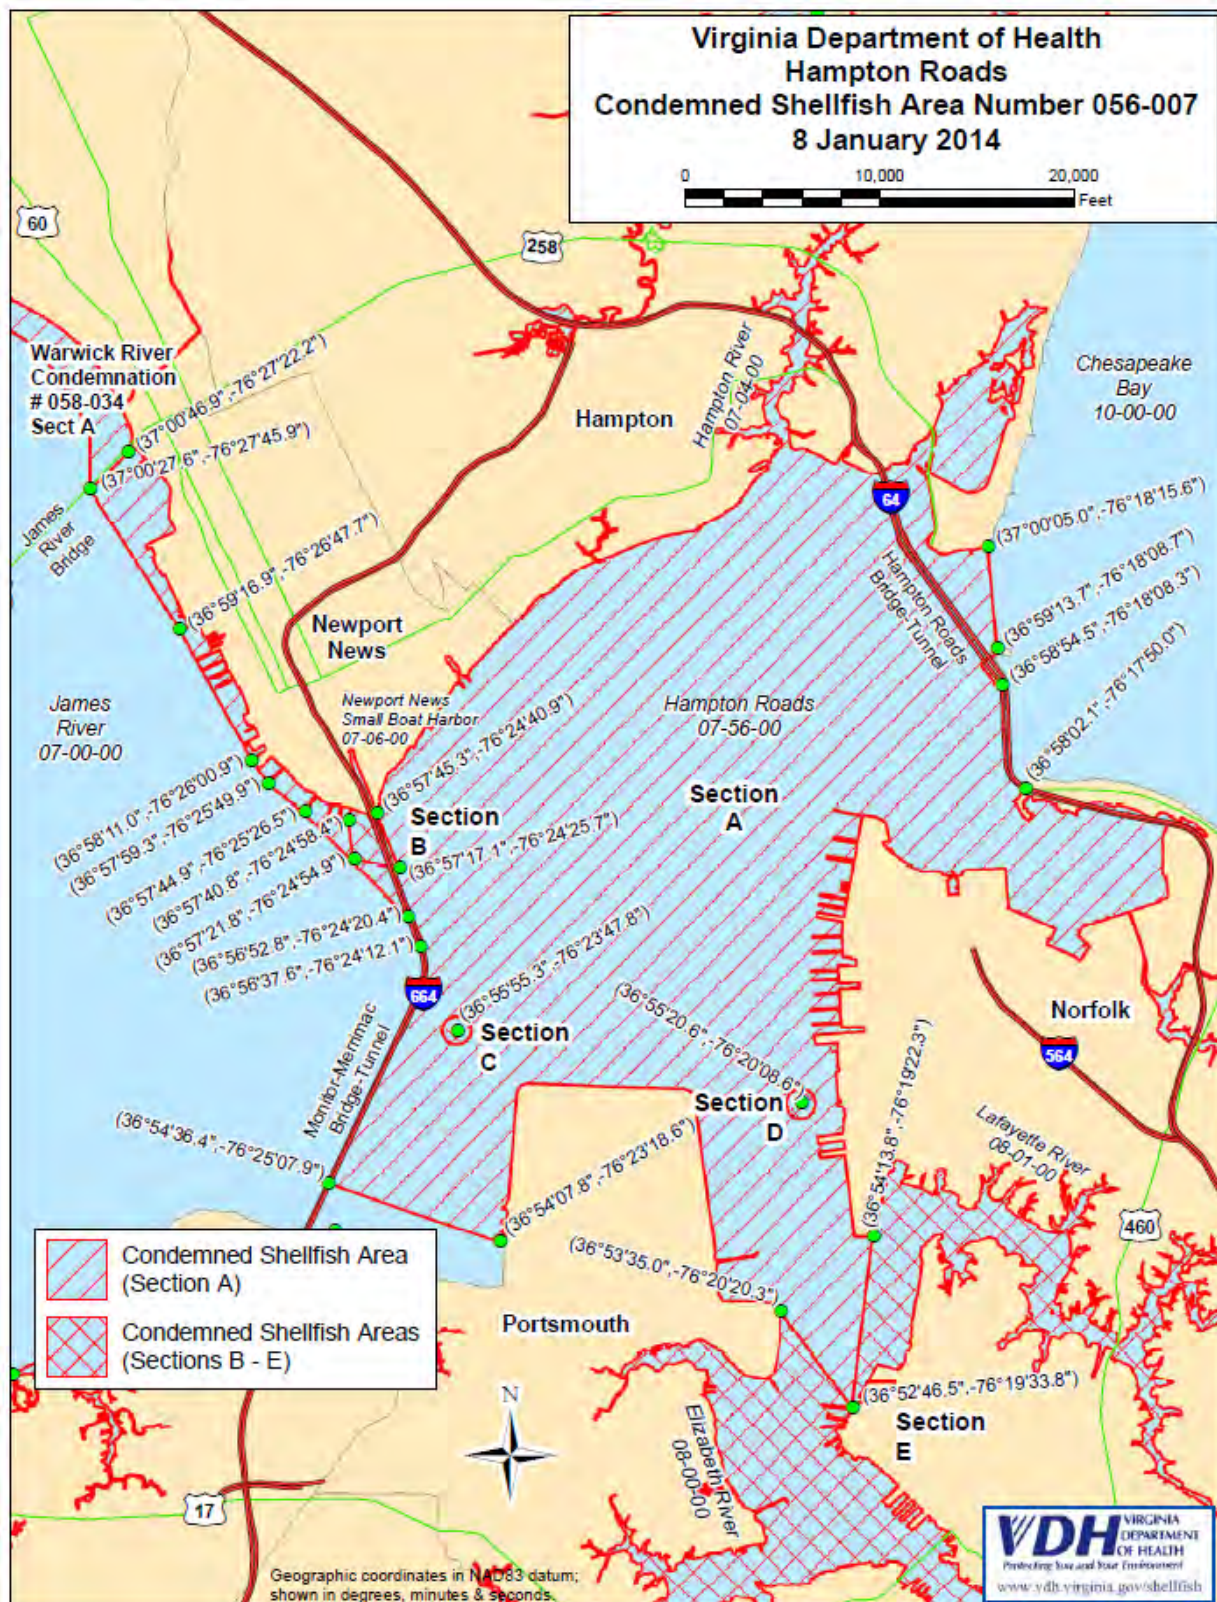 Virginia Department of Health
Hampton Roads
Condemned Shellfish Area Number 056-007
8 January 2014
0 10,000 20,000
Feet
60
258
Warwick River
Condemnation
# 058-034
Sect A
(37°00'46.9",-76°27'22.2")
(37°00'27.6",-76°27'45.9")
James
River
Bridge
Hampton
Hampton River
07-04-00
Chesapeake
Bay
10-00-00
64
(37°00'05.0",-76°18'15.6")
(36°59'16.9",-76°26'47.7")
(36°59'13.7",-76°18'08.7")
(36°58'54.5",-76°18'08.3")
(36°58'02.1",-76°17'50.0")
Hampton Roads
Bridge-Tunnel
Newport
News
James
River
07-00-00
Newport News
Small Boat Harbor
07-06-00
Hampton Roads
07-56-00
(36°57'45.3",-76°24'40.9")
Section
A
Section
B
(36°57'17.1",-76°24'25.7")
(36°58'11.0",-76°26'00.9")
(36°57'59.3",-76°25'49.9")
(36°57'44.9",-76°25'26.5")
(36°57'40.8",-76°24'58.4")
(36°57'21.8",-76°24'54.9")
(36°56'52.8",-76°24'20.4")
(36°56'37.6",-76°24'12.1")
664
(36°55'55.3",-76°23'47.8")
Section
C
(36°55'20.6",-76°20'08.6")
Section
D
Norfolk
564
Monitor-Merrimac
Bridge-Tunnel
(36°54'36.4",-76°25'07.9")
(36°54'07.8",-76°23'18.6")
(36°54'13.8",-76°19'22.3")
Lafayette River
08-01-00
460
(36°53'35.0",-76°20'20.3")
Condemned Shellfish Area
(Section A)
Condemned Shellfish Areas
(Sections B - E)
Portsmouth
N
(36°52'46.5",-76°19'33.8")
Section
E
Elizabeth River
08-00-00
17
Geographic coordinates in NAD83 datum;
shown in degrees, minutes & seconds.
VDH VIRGINIA
DEPARTMENT
OF HEALTH
Protecting You and Your Environment
www.vdh.virginia.gov/shellfish